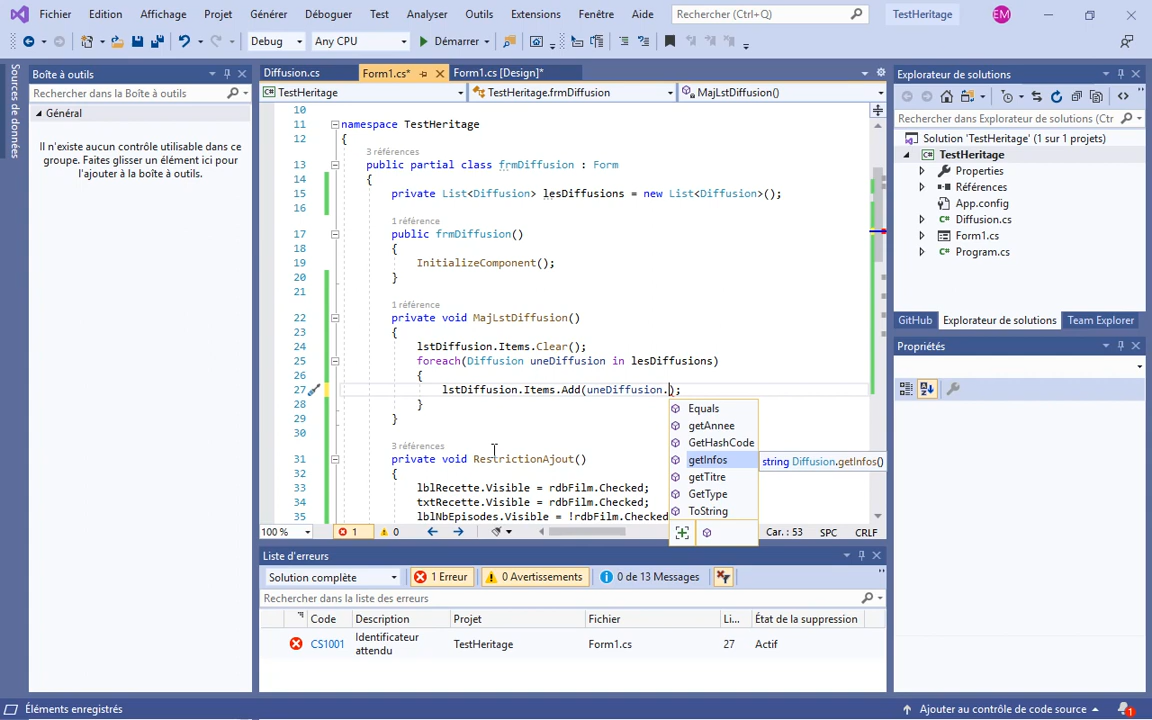 Fichier Edition Affichage Projet Générer Déboguer Test Analyser Outils Extensions Fenêtre Aide Rechercher (Ctrl+Q) TestHeritage EM
Debug Any CPU Démarrer
Sources de données
Boîte à outils
Rechercher dans la boîte à outils
Général
Il n'existe aucun contrôle utilisable dans ce
groupe. Faites glisser un élément ici pour
l'ajouter à la boîte à outils.
Diffusion.cs Form1.cs* Form1.cs [Design]*
TestHeritage TestHeritage.frmDiffusion MajLstDiffusion()
10
11 namespace TestHeritage
12 {
3 références
13 public partial class frmDiffusion : Form
14 {
15 private List<Diffusion> lesDiffusions = new List<Diffusion>();
16
1 référence
17 public frmDiffusion()
18 {
19 InitializeComponent();
20 }
21
1 référence
22 private void MajLstDiffusion()
23 {
24 lstDiffusion.Items.Clear();
25 foreach(Diffusion uneDiffusion in lesDiffusions)
26 {
27 lstDiffusion.Items.Add(uneDiffusion.);
28 }
29 }
30
3 références
31 private void RestrictionAjout()
32 {
33 lblRecette.Visible = rdbFilm.Checked;
34 txtRecette.Visible = rdbFilm.Checked;
35 lblNbEpisodes.Visible = !rdbFilm.Checked
Equals
getAnnee
GetHashCode
getInfos string Diffusion.getInfos()
getTitre
GetType
ToString
100 % 1 0 Car. : 53 SPC CRLF
Liste d'erreurs
Solution complète 1 Erreur 0 Avertissements 0 de 13 Messages
Rechercher dans la liste des erreurs
Code Description Projet Fichier Li... État de la suppression
CS1001 Identificateur attendu TestHeritage Form1.cs 27 Actif
Explorateur de solutions
Rechercher dans l'Explorateur de solutions (Ctr
Solution 'TestHeritage' (1 sur 1 projets)
TestHeritage
Properties
Références
App.config
Diffusion.cs
Form1.cs
Program.cs
GitHub Explorateur de solutions Team Explorer
Propriétés
Éléments enregistrés Ajouter au contrôle de code source 1